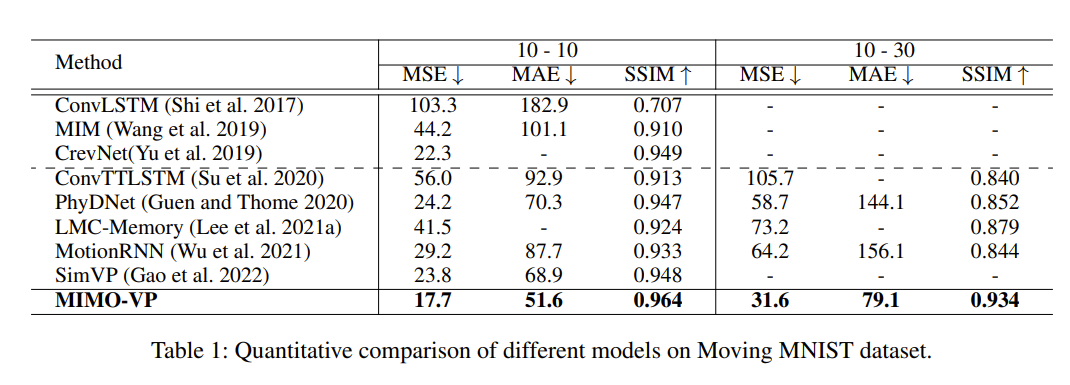 Method 10 - 10 10 - 30
MSE↓ MAE↓ SSIM↑ MSE↓ MAE↓ SSIM↑
ConvLSTM (Shi et al. 2017) 103.3 182.9 0.707 - - -
MIM (Wang et al. 2019) 44.2 101.1 0.910 - - -
CrevNet(Yu et al. 2019) 22.3 - 0.949 - - -
ConvTTLSTM (Su et al. 2020) 56.0 92.9 0.913 105.7 - 0.840
PhyDNet (Guen and Thome 2020) 24.2 70.3 0.947 58.7 144.1 0.852
LMC-Memory (Lee et al. 2021a) 41.5 - 0.924 73.2 - 0.879
MotionRNN (Wu et al. 2021) 29.2 87.7 0.933 64.2 156.1 0.844
SimVP (Gao et al. 2022) 23.8 68.9 0.948 - - -
MIMO-VP 17.7 51.6 0.964 31.6 79.1 0.934
Table 1: Quantitative comparison of different models on Moving MNIST dataset.